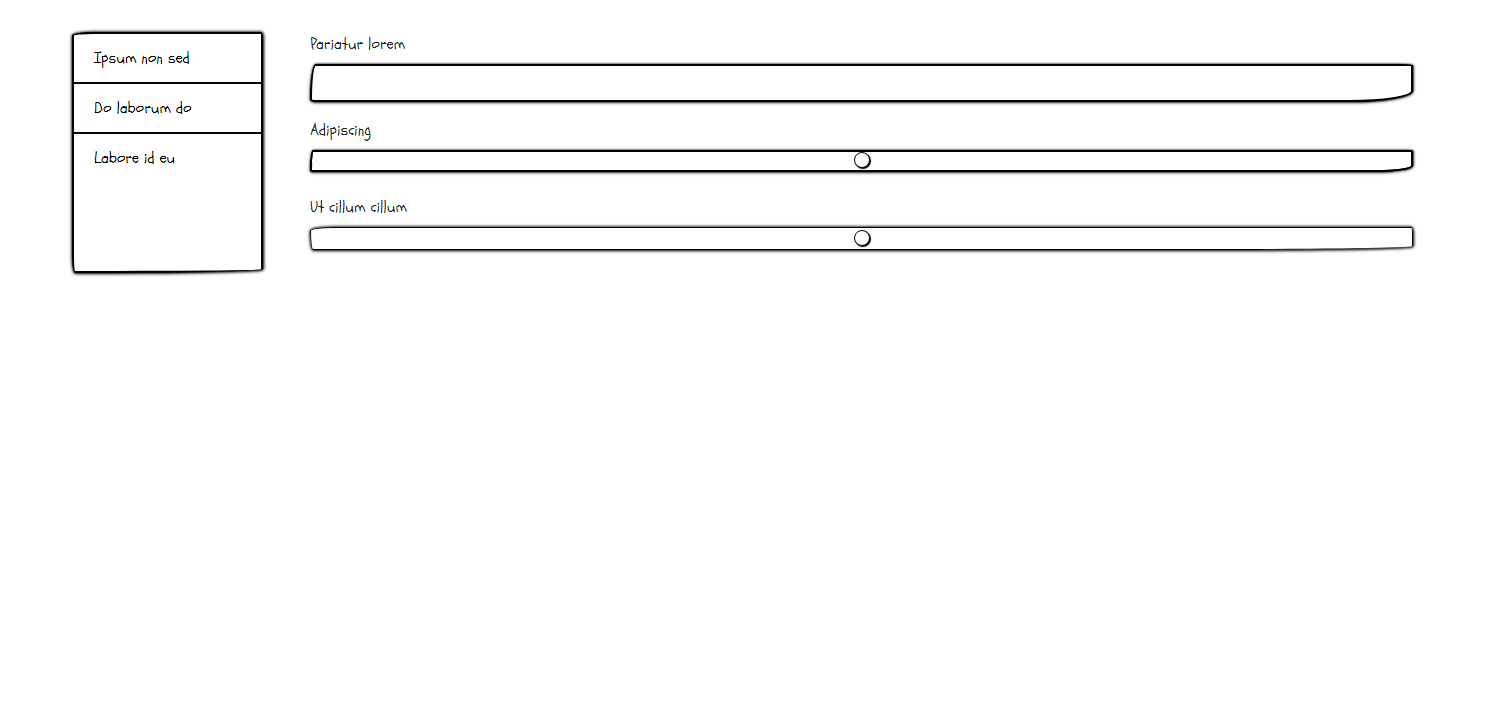 Ipsum non sed
Do laborum do
Labore id eu
Pariatur lorem
Adipiscing
Ut cillum cillum